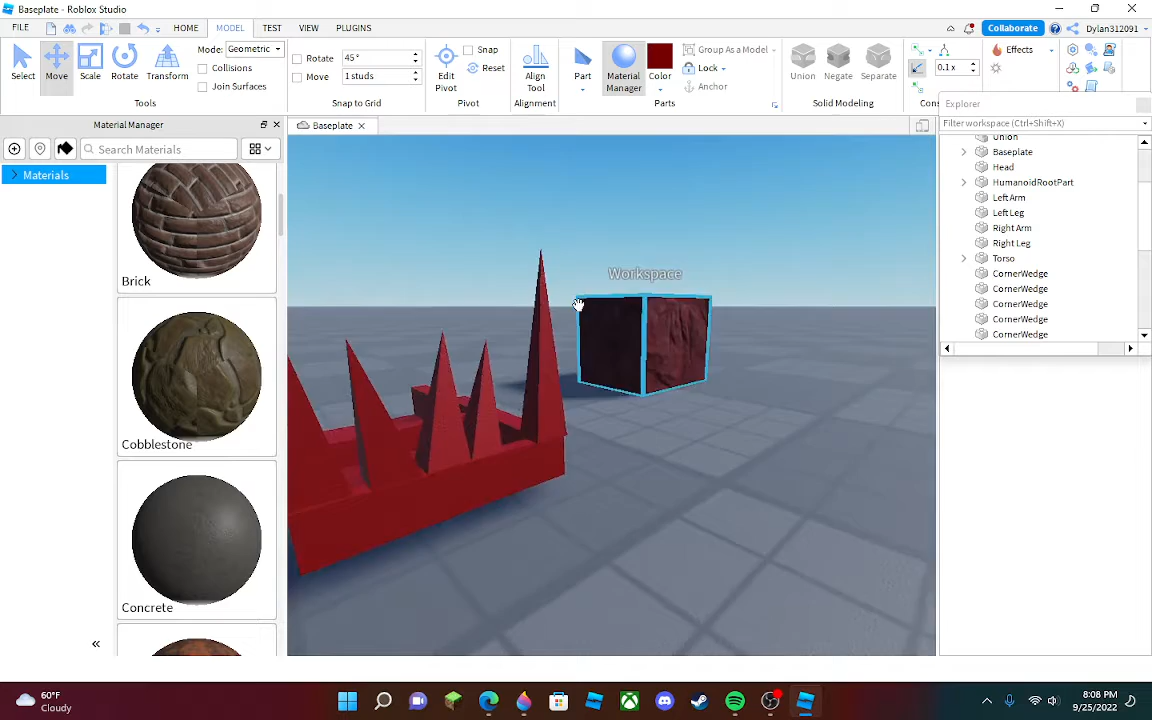 Baseplate - Roblox Studio
FILE HOME MODEL TEST VIEW PLUGINS Collaborate Dylan312091
Select Move Scale Rotate Transform
Mode: Geometric
Collisions
Join Surfaces
Tools
Rotate 45°
Move 1 studs
Snap to Grid
Edit Pivot
Snap
Reset
Pivot
Align Tool
Alignment
Part Material Manager Color
Group As a Model
Lock
Anchor
Parts
Union Negate Separate
Solid Modeling
0.1 x
Cons
Effects
Material Manager
Search Materials
Materials
Brick
Cobblestone
Concrete
«
Baseplate
Workspace
Explorer
Filter workspace (Ctrl+Shift+X)
Union
Baseplate
Head
HumanoidRootPart
Left Arm
Left Leg
Right Arm
Right Leg
Torso
CornerWedge
CornerWedge
CornerWedge
CornerWedge
CornerWedge
60°F
Cloudy
8:08 PM
9/25/2022